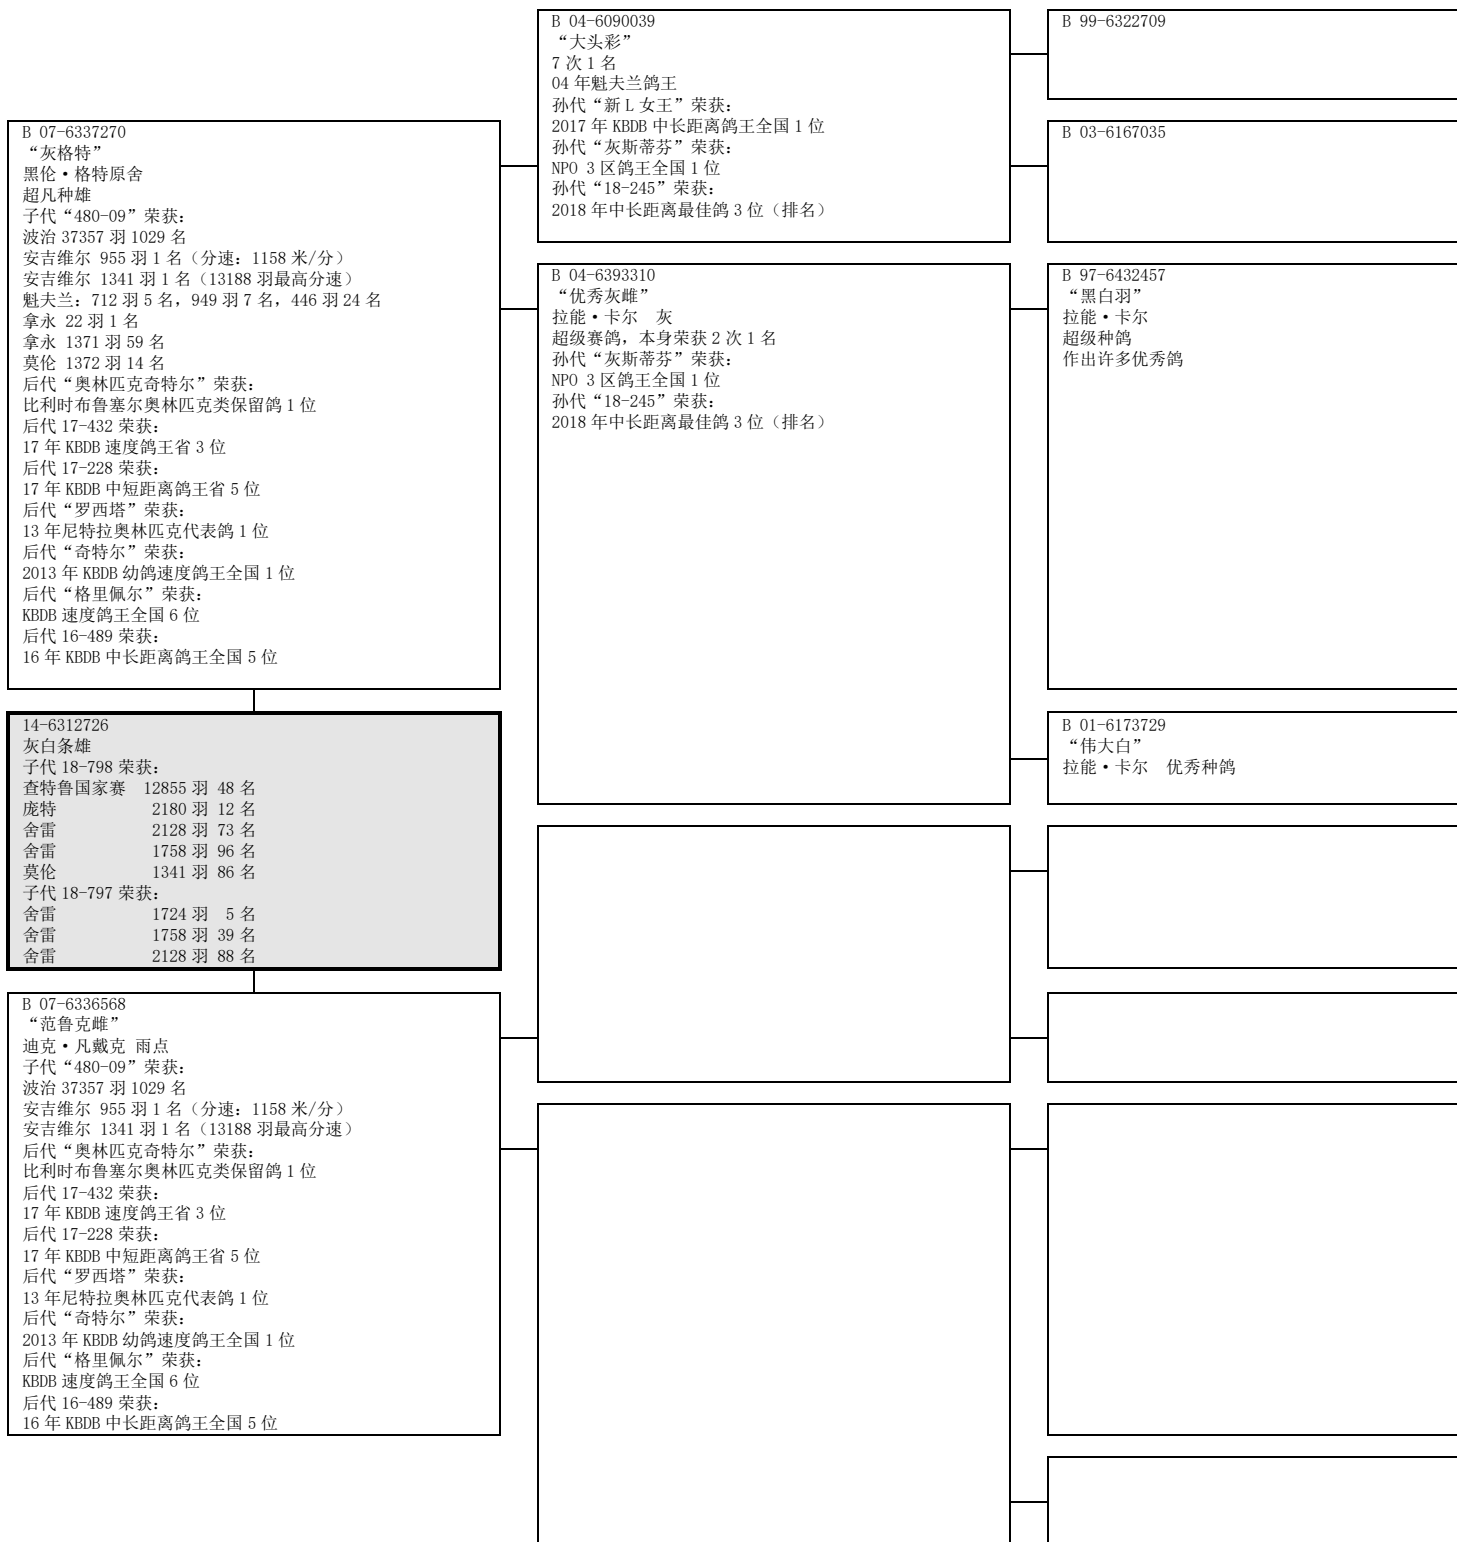 B 04-6090039
“大头彩”
7 次 1 名
04 年魁夫兰鸽王
孙代“新 L 女王”荣获：
2017 年 KBDB 中长距离鸽王全国 1 位
孙代“灰斯蒂芬”荣获：
NPO 3 区鸽王全国 1 位
孙代“18-245”荣获：
2018 年中长距离最佳鸽 3 位（排名）
B 99-6322709
B 07-6337270
“灰格特”
黑伦·格特原舍
超凡种雄
子代“480-09”荣获：
波治 37357 羽 1029 名
安吉维尔 955 羽 1 名（分速：1158 米/分）
安吉维尔 1341 羽 1 名（13188 羽最高分速）
魁夫兰：712 羽 5 名，949 羽 7 名，446 羽 24 名
拿永 22 羽 1 名
拿永 1371 羽 59 名
莫伦 1372 羽 14 名
后代“奥林匹克奇特尔”荣获：
比利时布鲁塞尔奥林匹克类保留鸽 1 位
后代 17-432 荣获：
17 年 KBDB 速度鸽王省 3 位
后代 17-228 荣获：
17 年 KBDB 中短距离鸽王省 5 位
后代“罗西塔”荣获：
13 年尼特拉奥林匹克代表鸽 1 位
后代“奇特尔”荣获：
2013 年 KBDB 幼鸽速度鸽王全国 1 位
后代“格里佩尔”荣获：
KBDB 速度鸽王全国 6 位
后代 16-489 荣获：
16 年 KBDB 中长距离鸽王全国 5 位
B 03-6167035
B 04-6393310
“优秀灰雌”
拉能·卡尔 灰
超级赛鸽，本身荣获 2 次 1 名
孙代“灰斯蒂芬”荣获：
NPO 3 区鸽王全国 1 位
孙代“18-245”荣获：
2018 年中长距离最佳鸽 3 位（排名）
B 97-6432457
“黑白羽”
拉能·卡尔
超级种鸽
作出许多优秀鸽
14-6312726
灰白条雄
子代 18-798 荣获：
查特鲁国家赛 12855 羽 48 名
庞特 2180 羽 12 名
舍雷 2128 羽 73 名
舍雷 1758 羽 96 名
莫伦 1341 羽 86 名
子代 18-797 荣获：
舍雷 1724 羽 5 名
舍雷 1758 羽 39 名
舍雷 2128 羽 88 名
B 01-6173729
“伟大白”
拉能·卡尔 优秀种鸽
B 07-6336568
“范鲁克雌”
迪克·凡戴克 雨点
子代“480-09”荣获：
波治 37357 羽 1029 名
安吉维尔 955 羽 1 名（分速：1158 米/分）
安吉维尔 1341 羽 1 名（13188 羽最高分速）
后代“奥林匹克奇特尔”荣获：
比利时布鲁塞尔奥林匹克类保留鸽 1 位
后代 17-432 荣获：
17 年 KBDB 速度鸽王省 3 位
后代 17-228 荣获：
17 年 KBDB 中短距离鸽王省 5 位
后代“罗西塔”荣获：
13 年尼特拉奥林匹克代表鸽 1 位
后代“奇特尔”荣获：
2013 年 KBDB 幼鸽速度鸽王全国 1 位
后代“格里佩尔”荣获：
KBDB 速度鸽王全国 6 位
后代 16-489 荣获：
16 年 KBDB 中长距离鸽王全国 5 位